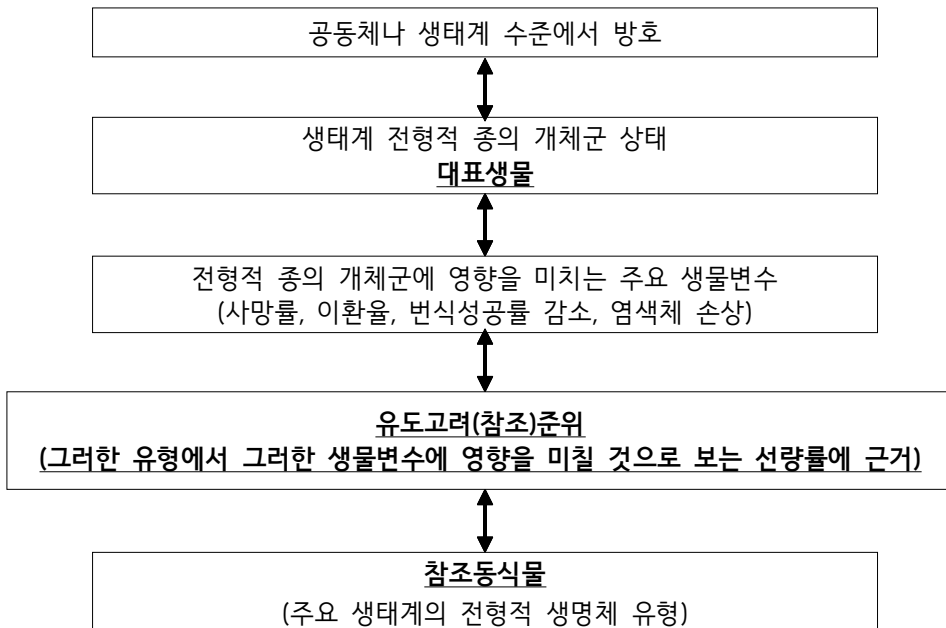 공동체나 생태계 수준에서 방호
생태계 전형적 종의 개체군 상태
대표생물
전형적 종의 개체군에 영향을 미치는 주요 생물변수
(사망률, 이환율, 번식성공률 감소, 염색체 손상)
유도고려(참조)준위
(그러한 유형에서 그러한 생물변수에 영향을 미칠 것으로 보는 선량률에 근거)
참조동식물
(주요 생태계의 전형적 생명체 유형)